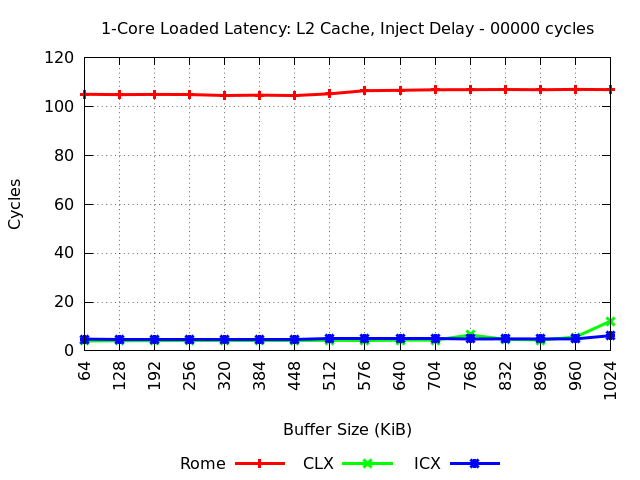 1-Core Loaded Latency: L2 Cache, Inject Delay - 00000 cycles
120
100
80
60
40
20
0
Cycles
64 128 192 256 320 384 448 512 576 640 704 768 832 896 960 1024
Buffer Size (KiB)
Rome CLX ICX